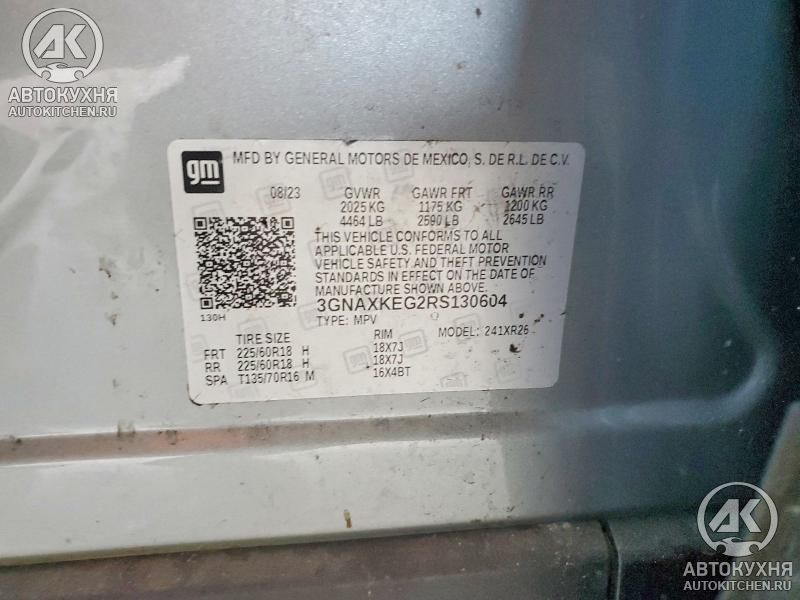 AK
АВТОКУХНЯ
AUTOKITCHEN.RU
gm MFD BY GENERAL MOTORS DE MEXICO, S. DE R.L. DE C.V.
08/23 GVWR GAWR FRT GAWR RR
2025 KG 1175 KG 1200 KG
4464 LB 2590 LB 2645 LB
THIS VEHICLE CONFORMS TO ALL
APPLICABLE U.S. FEDERAL MOTOR
VEHICLE SAFETY AND THEFT PREVENTION
STANDARDS IN EFFECT ON THE DATE OF
MANUFACTURE SHOWN ABOVE.
130H
3GNAXKEG2RS130604
TYPE: MPV MODEL: 241XR26
TIRE SIZE RIM
FRT 225/60R18 H 18X7J
RR 225/60R18 H 18X7J
SPA T135/70R16 M 16X4BT
AK
АВТОКУХНЯ
AUTOKITCHEN.RU